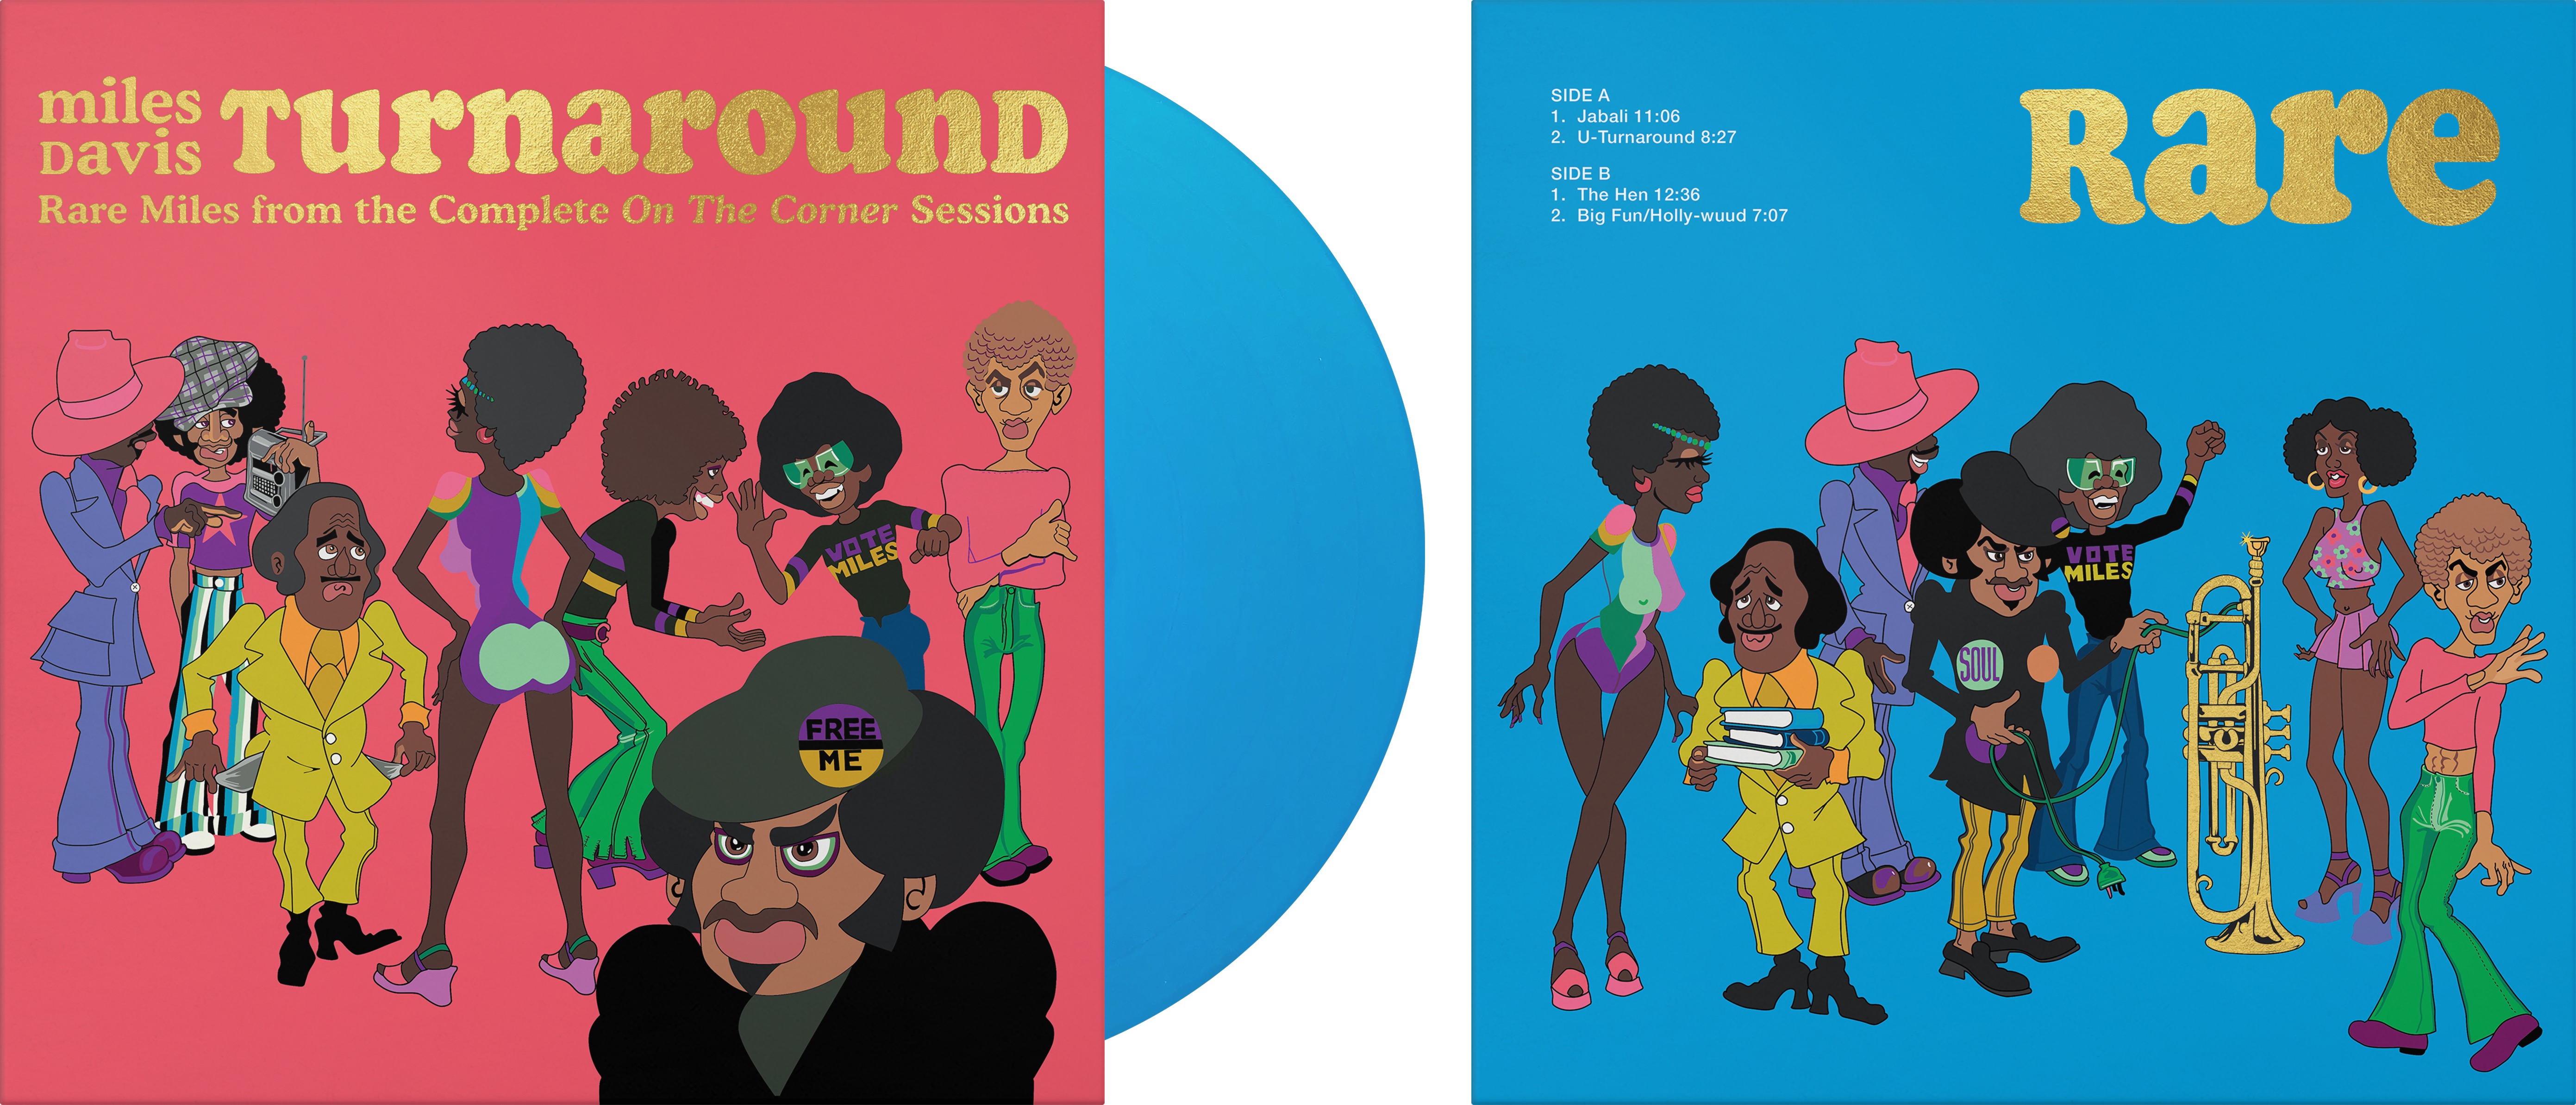 miles Davis Turnaround
Rare Miles from the Complete On The Corner Sessions
VOTE
MILES
FREE
ME
SIDE A
1. Jabali 11:06
2. U-Turnaround 8:27
SIDE B
1. The Hen 12:36
2. Big Fun/Holly-wuud 7:07
Rare
VOTE
MILES
SOUL